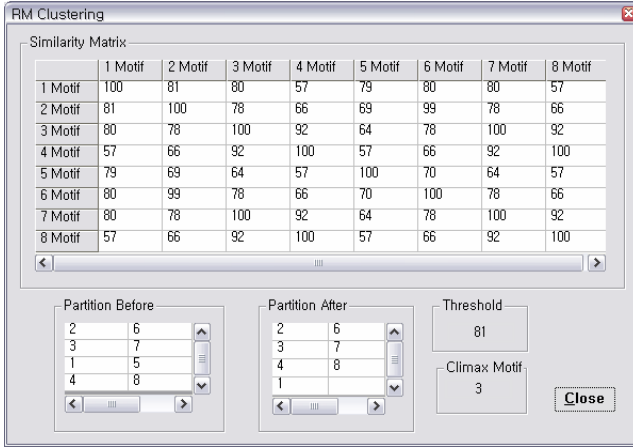 RM Clustering
Similarity Matrix
1 Motif 2 Motif 3 Motif 4 Motif 5 Motif 6 Motif 7 Motif 8 Motif
1 Motif 100 81 80 57 79 80 80 57
2 Motif 81 100 78 66 69 99 78 66
3 Motif 80 78 100 92 64 78 100 92
4 Motif 57 66 92 100 57 66 92 100
5 Motif 79 69 64 57 100 70 64 57
6 Motif 80 99 78 66 70 100 78 66
7 Motif 80 78 100 92 64 78 100 92
8 Motif 57 66 92 100 57 66 92 100
Partition Before
2 6
3 7
1 5
4 8
Partition After
2 6
3 7
4 8
1
Threshold
81
Climax Motif
3
Close